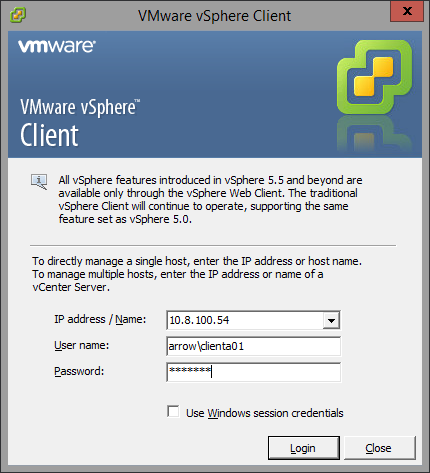 VMware vSphere Client
vmware®
VMware vSphere™
Client
All vSphere features introduced in vSphere 5.5 and beyond are
available only through the vSphere Web Client. The traditional
vSphere Client will continue to operate, supporting the same
feature set as vSphere 5.0.
To directly manage a single host, enter the IP address or host name.
To manage multiple hosts, enter the IP address or name of a
vCenter Server.
IP address / Name: 10.8.100.54
User name: arrow\clienta01
Password: *******
Use Windows session credentials
Login Close